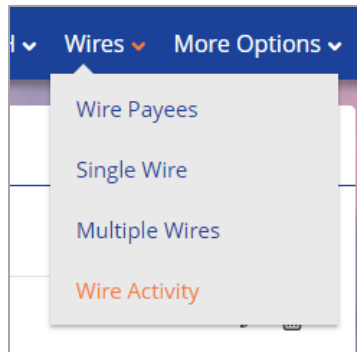 Wires More Options
Wire Payees
Single Wire
Multiple Wires
Wire Activity